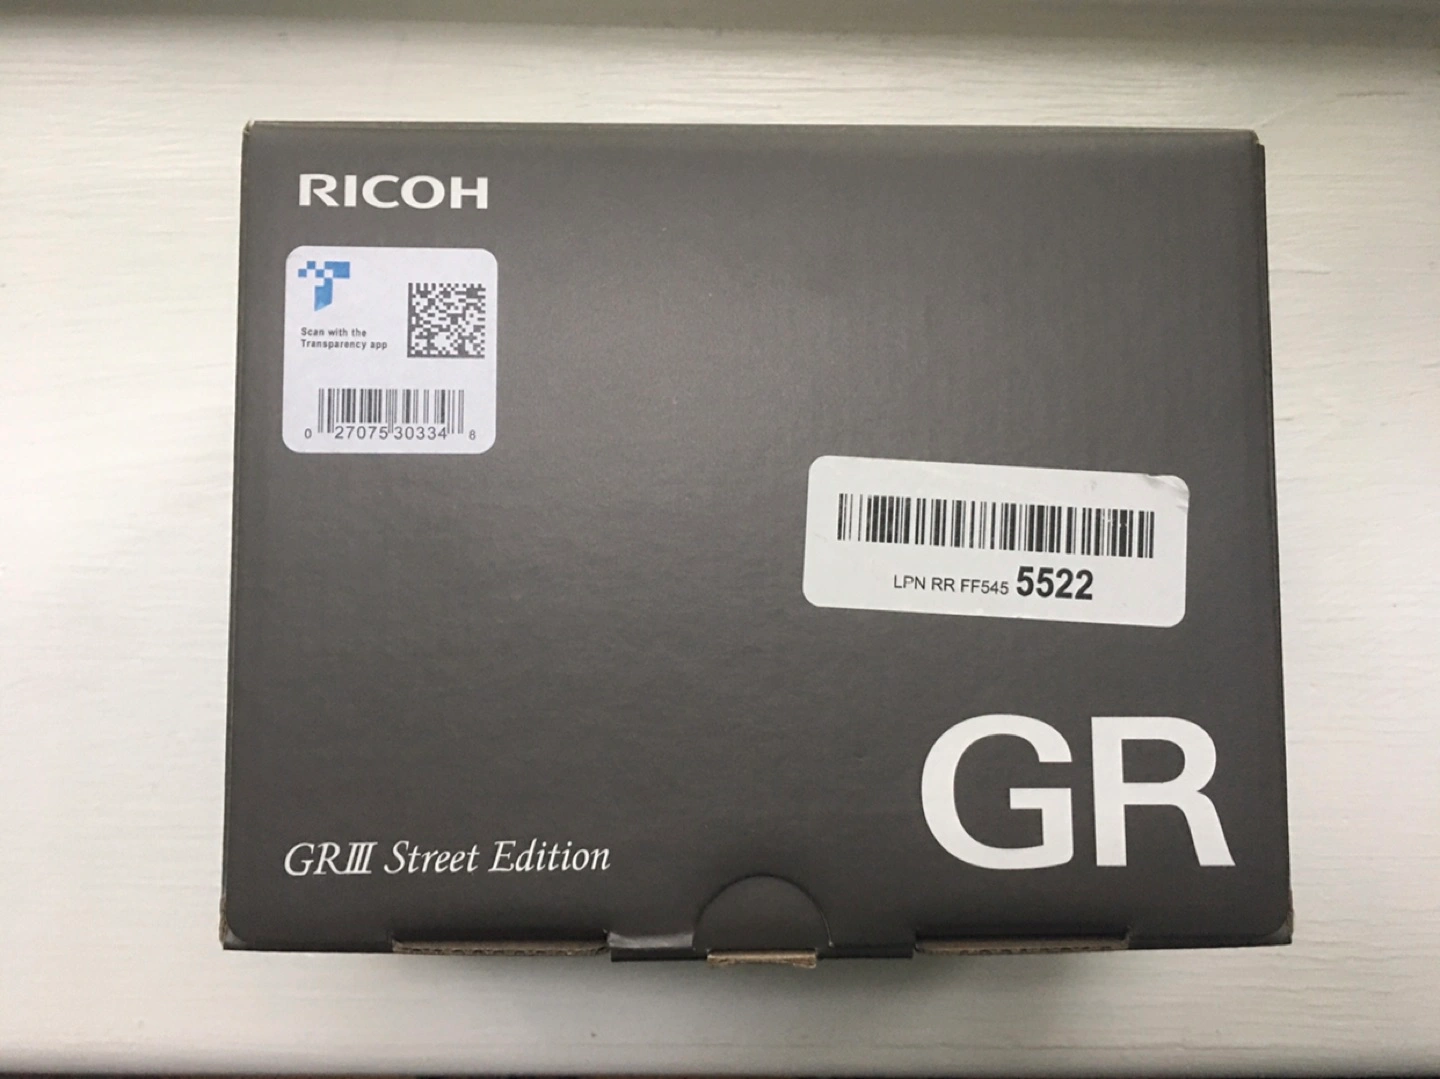 RICOH
Scan with the
Transparency app
0 27075 30334 8
LPN RR FF545 5522
GR
GRⅢ Street Edition